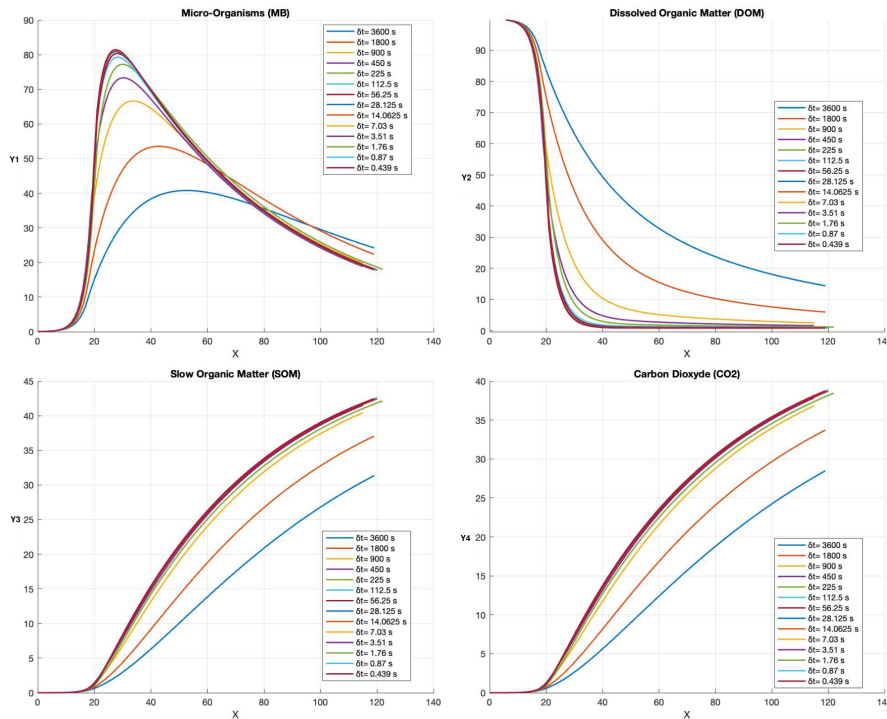 Micro-Organisms (MB)
90
80
70
60
50
40
30
20
10
0
Y1
0 20 40 60 80 100 120 140
X
δt= 3600 s
δt= 1800 s
δt= 900 s
δt= 450 s
δt= 225 s
δt= 112.5 s
δt= 56.25 s
δt= 28.125 s
δt= 14.0625 s
δt= 7.03 s
δt= 3.51 s
δt= 1.76 s
δt= 0.87 s
δt= 0.439 s
Dissolved Organic Matter (DOM)
90
80
70
60
50
40
30
20
10
0
Y2
0 20 40 60 80 100 120 140
X
δt= 3600 s
δt= 1800 s
δt= 900 s
δt= 450 s
δt= 225 s
δt= 112.5 s
δt= 56.25 s
δt= 28.125 s
δt= 14.0625 s
δt= 7.03 s
δt= 3.51 s
δt= 1.76 s
δt= 0.87 s
δt= 0.439 s
Slow Organic Matter (SOM)
45
40
35
30
25
20
15
10
5
0
Y3
0 20 40 60 80 100 120 140
X
δt= 3600 s
δt= 1800 s
δt= 900 s
δt= 450 s
δt= 225 s
δt= 112.5 s
δt= 56.25 s
δt= 28.125 s
δt= 14.0625 s
δt= 7.03 s
δt= 3.51 s
δt= 1.76 s
δt= 0.87 s
δt= 0.439 s
Carbon Dioxyde (CO2)
40
35
30
25
20
15
10
5
0
Y4
0 20 40 60 80 100 120 140
X
δt= 3600 s
δt= 1800 s
δt= 900 s
δt= 450 s
δt= 225 s
δt= 112.5 s
δt= 56.25 s
δt= 28.125 s
δt= 14.0625 s
δt= 7.03 s
δt= 3.51 s
δt= 1.76 s
δt= 0.87 s
δt= 0.439 s